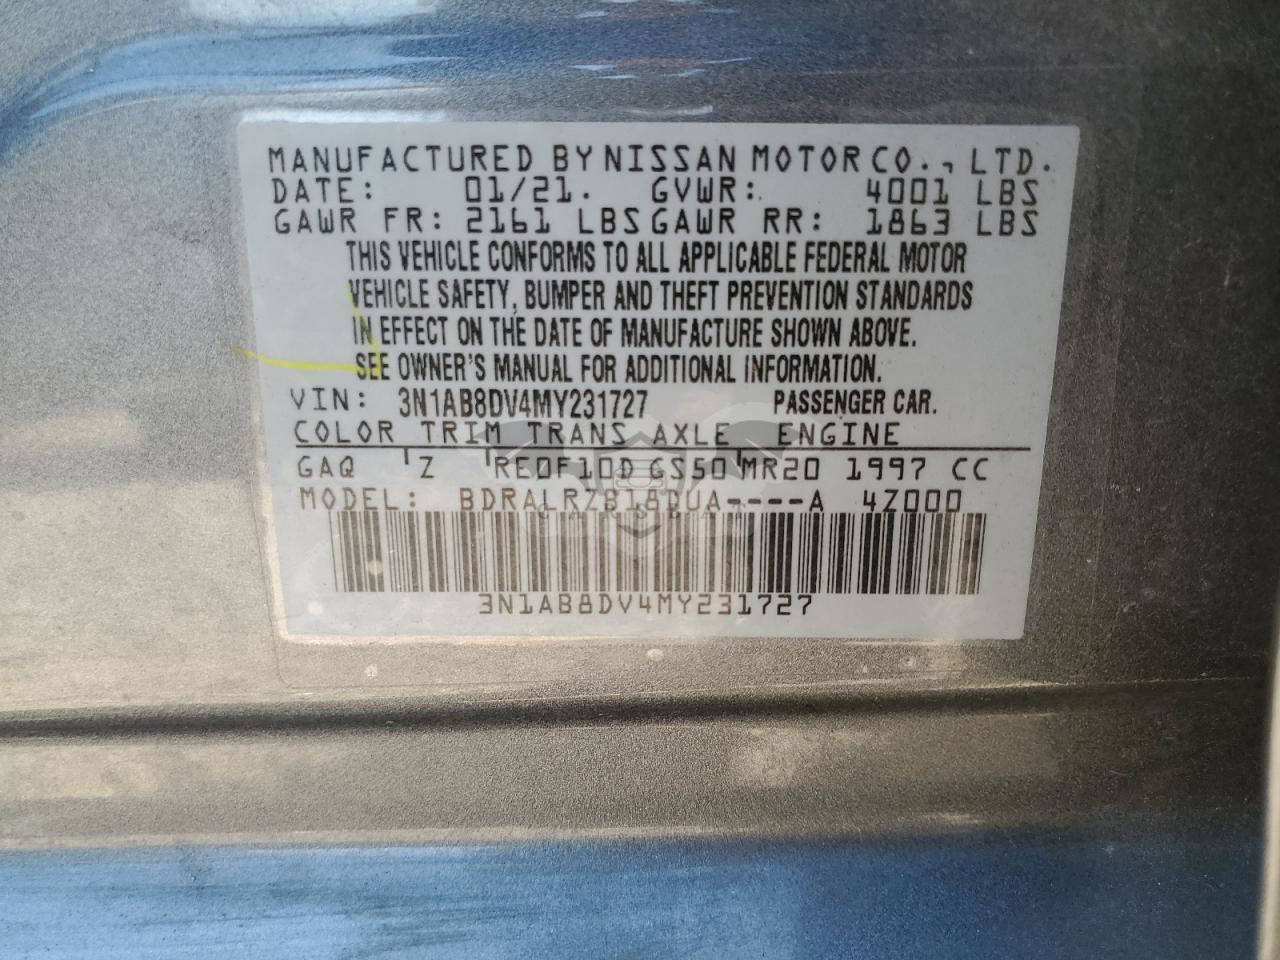 MANUFACTURED BY NISSAN MOTOR CO., LTD.
DATE: 01/21. GVWR: 4001 LBS
GAWR FR: 2161 LBS GAWR RR: 1863 LBS
THIS VEHICLE CONFORMS TO ALL APPLICABLE FEDERAL MOTOR
VEHICLE SAFETY, BUMPER AND THEFT PREVENTION STANDARDS
IN EFFECT ON THE DATE OF MANUFACTURE SHOWN ABOVE.
SEE OWNER'S MANUAL FOR ADDITIONAL INFORMATION.
VIN: 3N1AB8DV4MY231727 PASSENGER CAR.
COLOR TRIM TRANS AXLE ENGINE
GAQ Z RE0F10D GS50 MR20 1997 CC
MODEL: BDRALRZB18DUA----A 4Z000
3N1AB8DV4MY231727